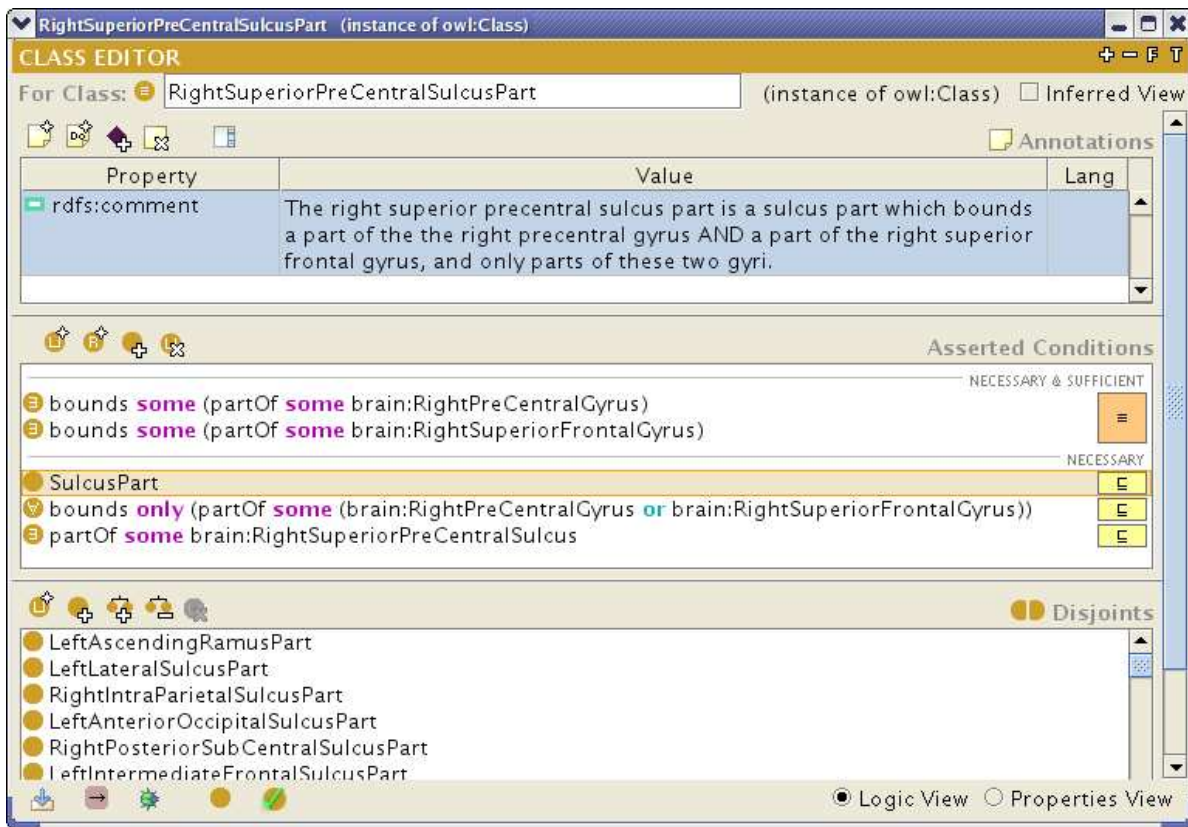 RightSuperiorPreCentralSulcusPart (instance of owl:Class)
CLASS EDITOR
F T
For Class: RightSuperiorPreCentralSulcusPart (instance of owl:Class) Inferred View
Annotations
Property Value Lang
rdfs:comment The right superior precentral sulcus part is a sulcus part which bounds
a part of the the right precentral gyrus AND a part of the right superior
frontal gyrus, and only parts of these two gyri.
Asserted Conditions
NECESSARY & SUFFICIENT
bounds some (partOf some brain:RightPreCentralGyrus)
bounds some (partOf some brain:RightSuperiorFrontalGyrus)
≡
NECESSARY
SulcusPart ⊑
bounds only (partOf some (brain:RightPreCentralGyrus or brain:RightSuperiorFrontalGyrus)) ⊑
partOf some brain:RightSuperiorPreCentralSulcus ⊑
Disjoints
LeftAscendingRamusPart
LeftLateralSulcusPart
RightIntraParietalSulcusPart
LeftAnteriorOccipitalSulcusPart
RightPosteriorSubCentralSulcusPart
LeftIntermediateFrontalSulcusPart
Logic View Properties View